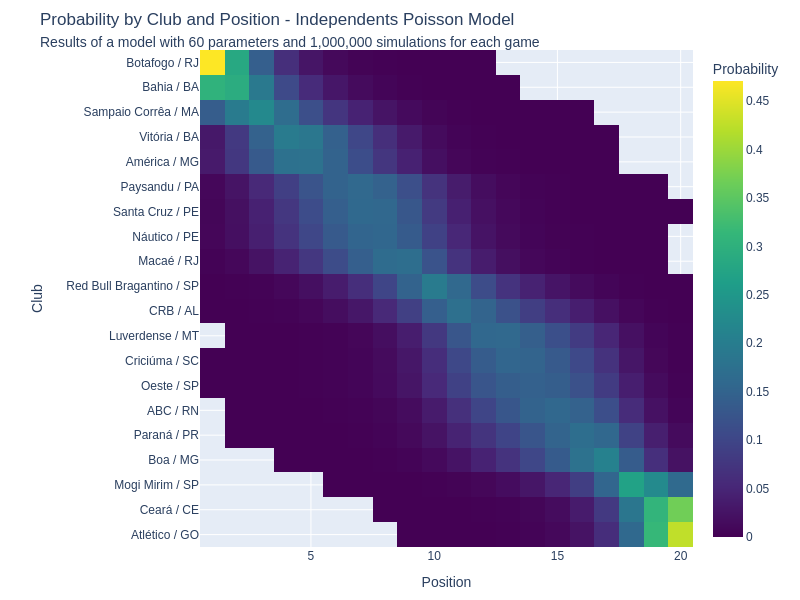 Probability by Club and Position - Independents Poisson Model
Results of a model with 60 parameters and 1,000,000 simulations for each game
Probability
Club
Botafogo / RJ
Bahia / BA
Sampaio Corrêa / MA
Vitória / BA
América / MG
Paysandu / PA
Santa Cruz / PE
Náutico / PE
Macaé / RJ
Red Bull Bragantino / SP
CRB / AL
Luverdense / MT
Criciúma / SC
Oeste / SP
ABC / RN
Paraná / PR
Boa / MG
Mogi Mirim / SP
Ceará / CE
Atlético / GO
0.45
0.4
0.35
0.3
0.25
0.2
0.15
0.1
0.05
0
5 10 15 20
Position